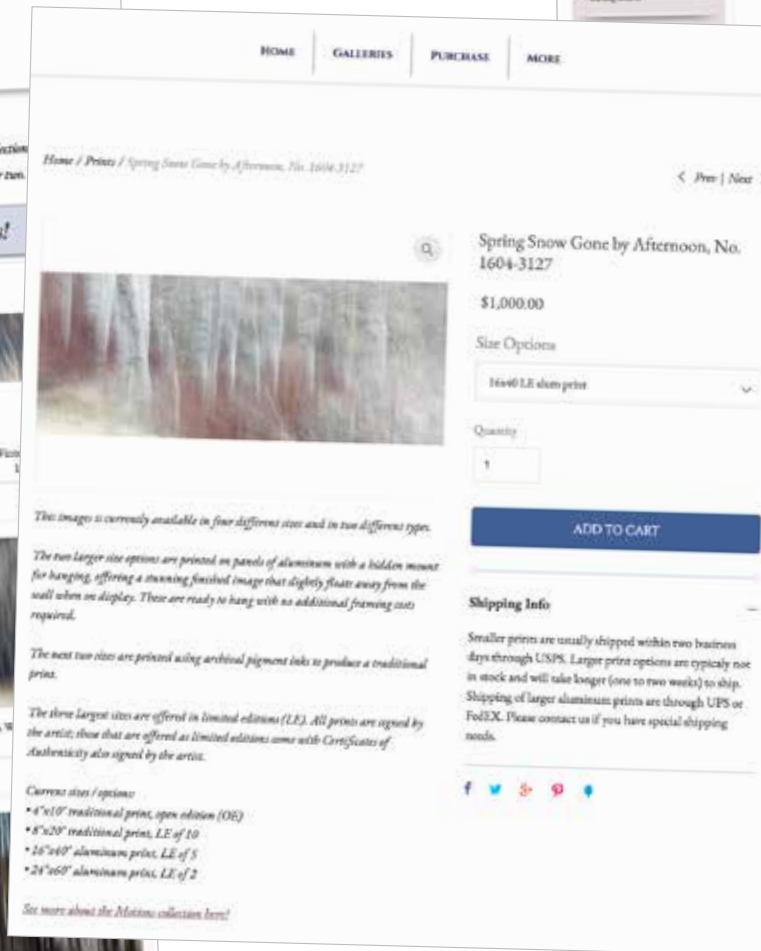 HOME GALLERIES PURCHASE MORE
Home / Prints / Spring Snow Gone by Afternoon, No. 1604-3127
< Prev | Next
Spring Snow Gone by Afternoon, No.
1604-3127
$1,000.00
Size Options
16x40 LE alum print
Quantity
1
ADD TO CART
This images is currently available in four different sizes and in two different types.
The two larger size options are printed on panels of aluminum with a hidden mount
for hanging, offering a stunning finished image that slightly floats away from the
wall when on display. These are ready to hang with no additional framing costs
required.
The next two sizes are printed using archival pigment inks to produce a traditional
print.
The three largest sizes are offered in limited editions (LE). All prints are signed by
the artist; those that are offered as limited editions come with Certificates of
Authenticity also signed by the artist.
Current sizes / options:
• 4"x10" traditional print, open edition (OE)
• 8"x20" traditional print, LE of 10
• 16"x40" aluminum print, LE of 5
• 24"x60" aluminum print, LE of 2
See more about the Motions collection here!
Shipping Info
Smaller prints are usually shipped within two business
days through USPS. Larger print options are typicaly not
in stock and will take longer (one to two weeks) to ship.
Shipping of larger aluminum prints are through UPS or
FedEX. Please contact us if you have special shipping
needs.